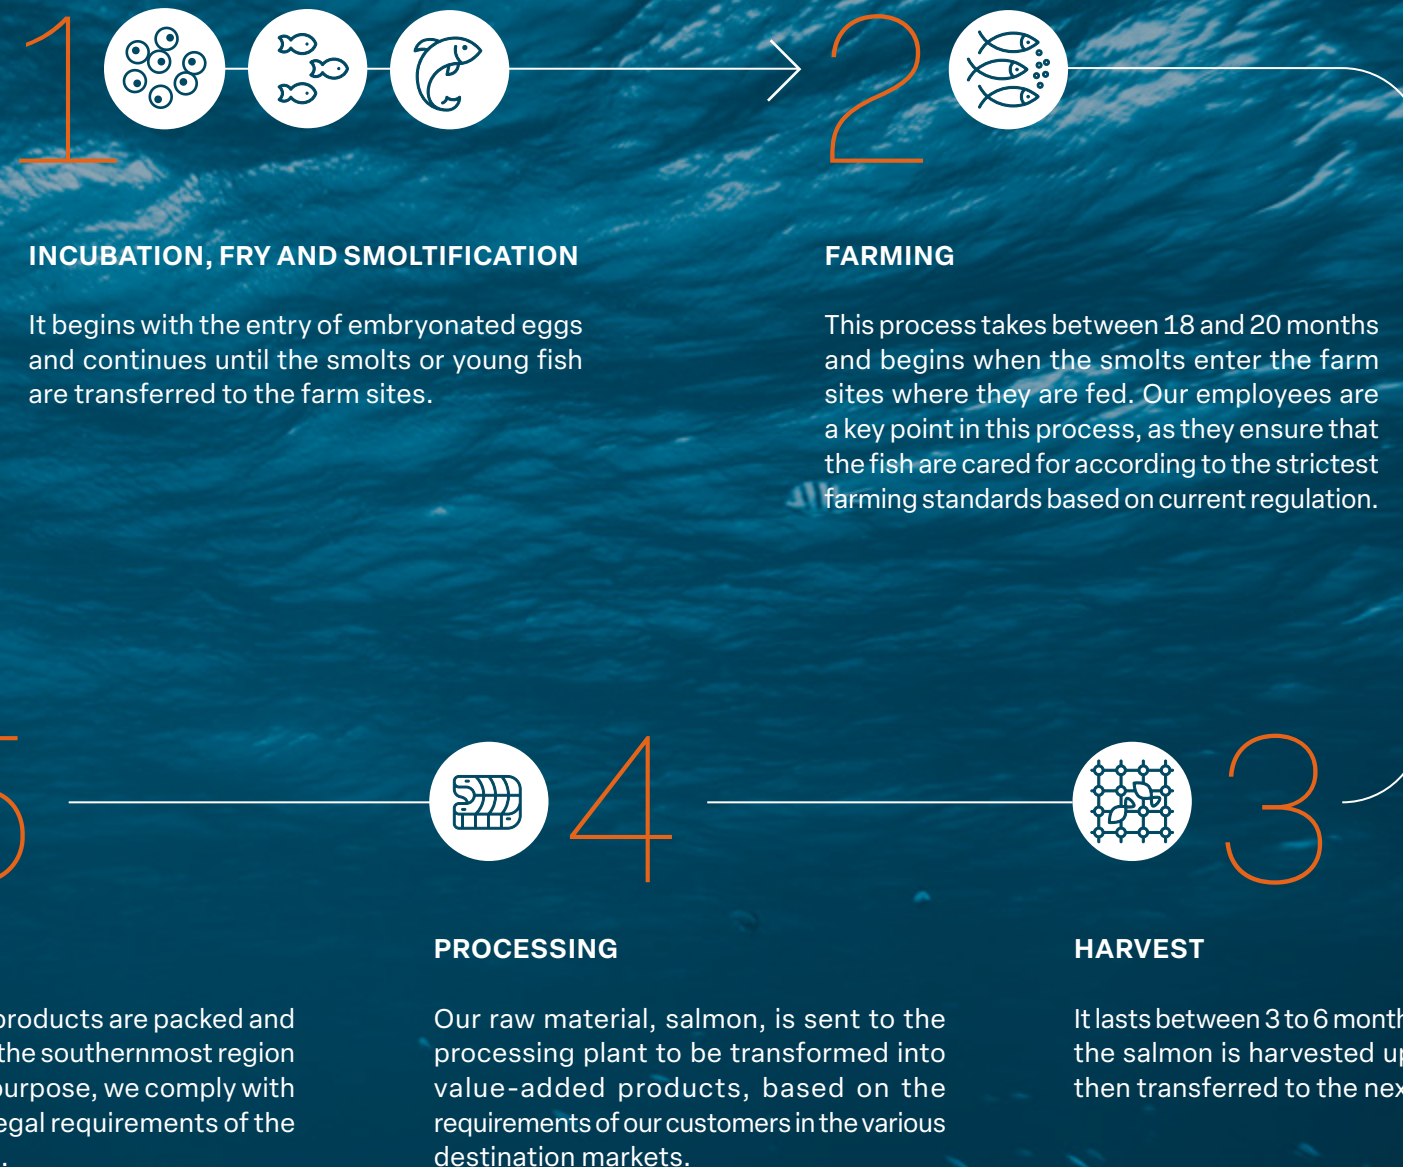 1
2
INCUBATION, FRY AND SMOLTIFICATION
It begins with the entry of embryonated eggs
and continues until the smolts or young fish
are transferred to the farm sites.
FARMING
This process takes between 18 and 20 months
and begins when the smolts enter the farm
sites where they are fed. Our employees are
a key point in this process, as they ensure that
the fish are cared for according to the strictest
farming standards based on current regulation.
5
products are packed and
the southernmost region
purpose, we comply with
legal requirements of the
.
4
PROCESSING
Our raw material, salmon, is sent to the
processing plant to be transformed into
value-added products, based on the
requirements of our customers in the various
destination markets.
3
HARVEST
It lasts between 3 to 6 month
the salmon is harvested up
then transferred to the nex